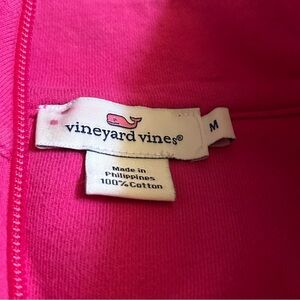 vineyard vines®
M
Made in
Philippines
100% Cotton